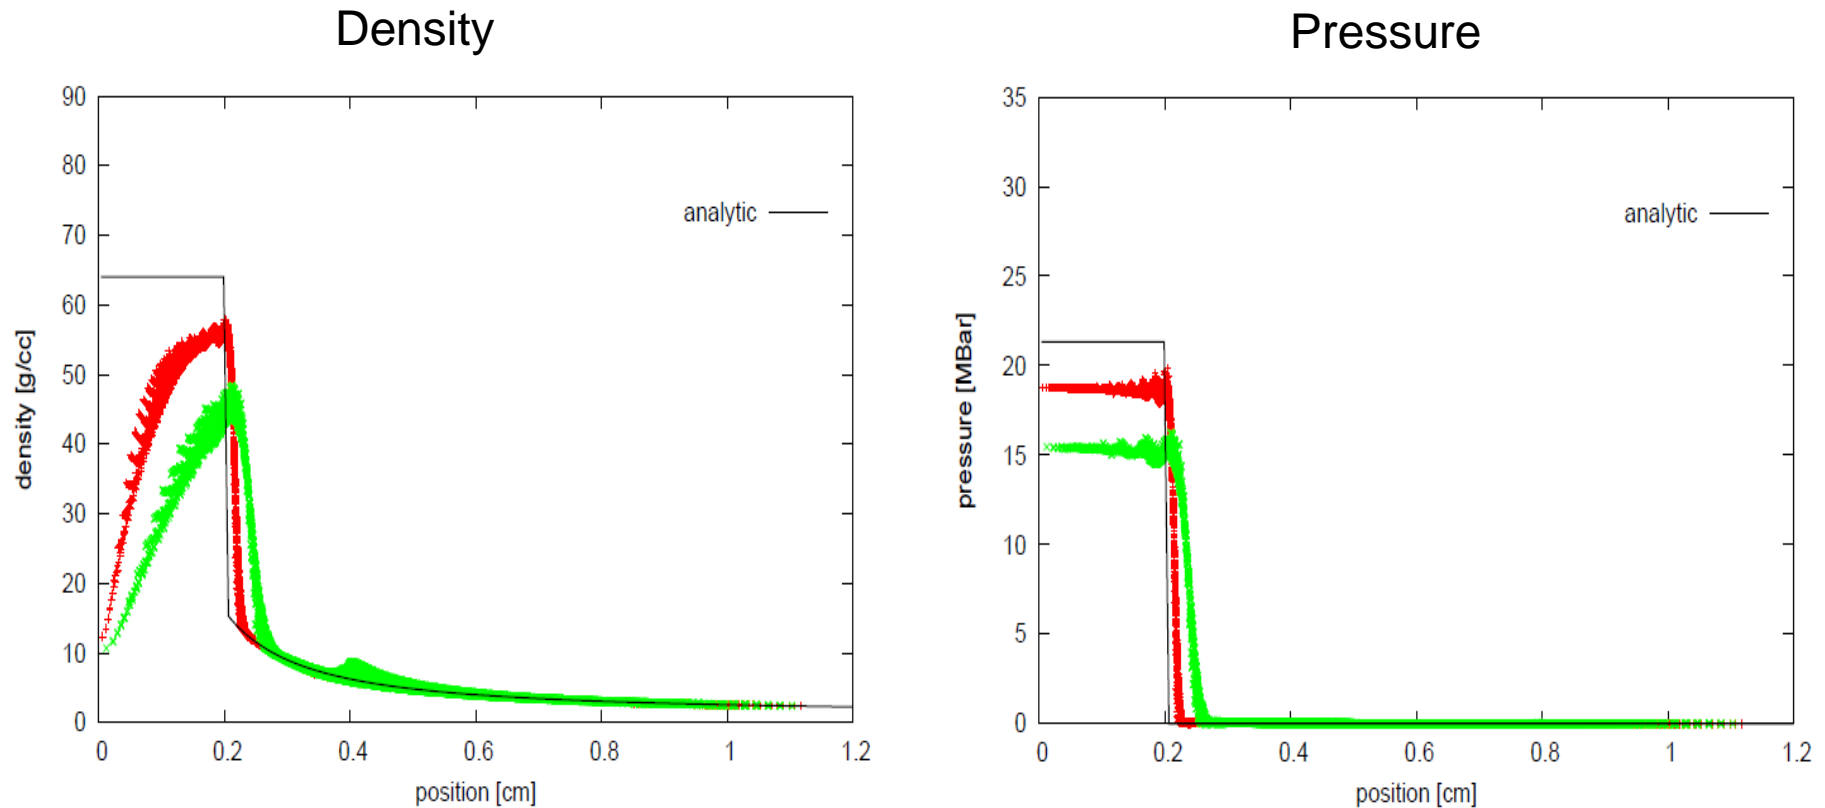 Density
Pressure
90
80
70
60
50
40
30
20
10
0
density [g/cc]
analytic
0 0.2 0.4 0.6 0.8 1 1.2
position [cm]
35
30
25
20
15
10
5
0
pressure [MBar]
analytic
0 0.2 0.4 0.6 0.8 1 1.2
position [cm]